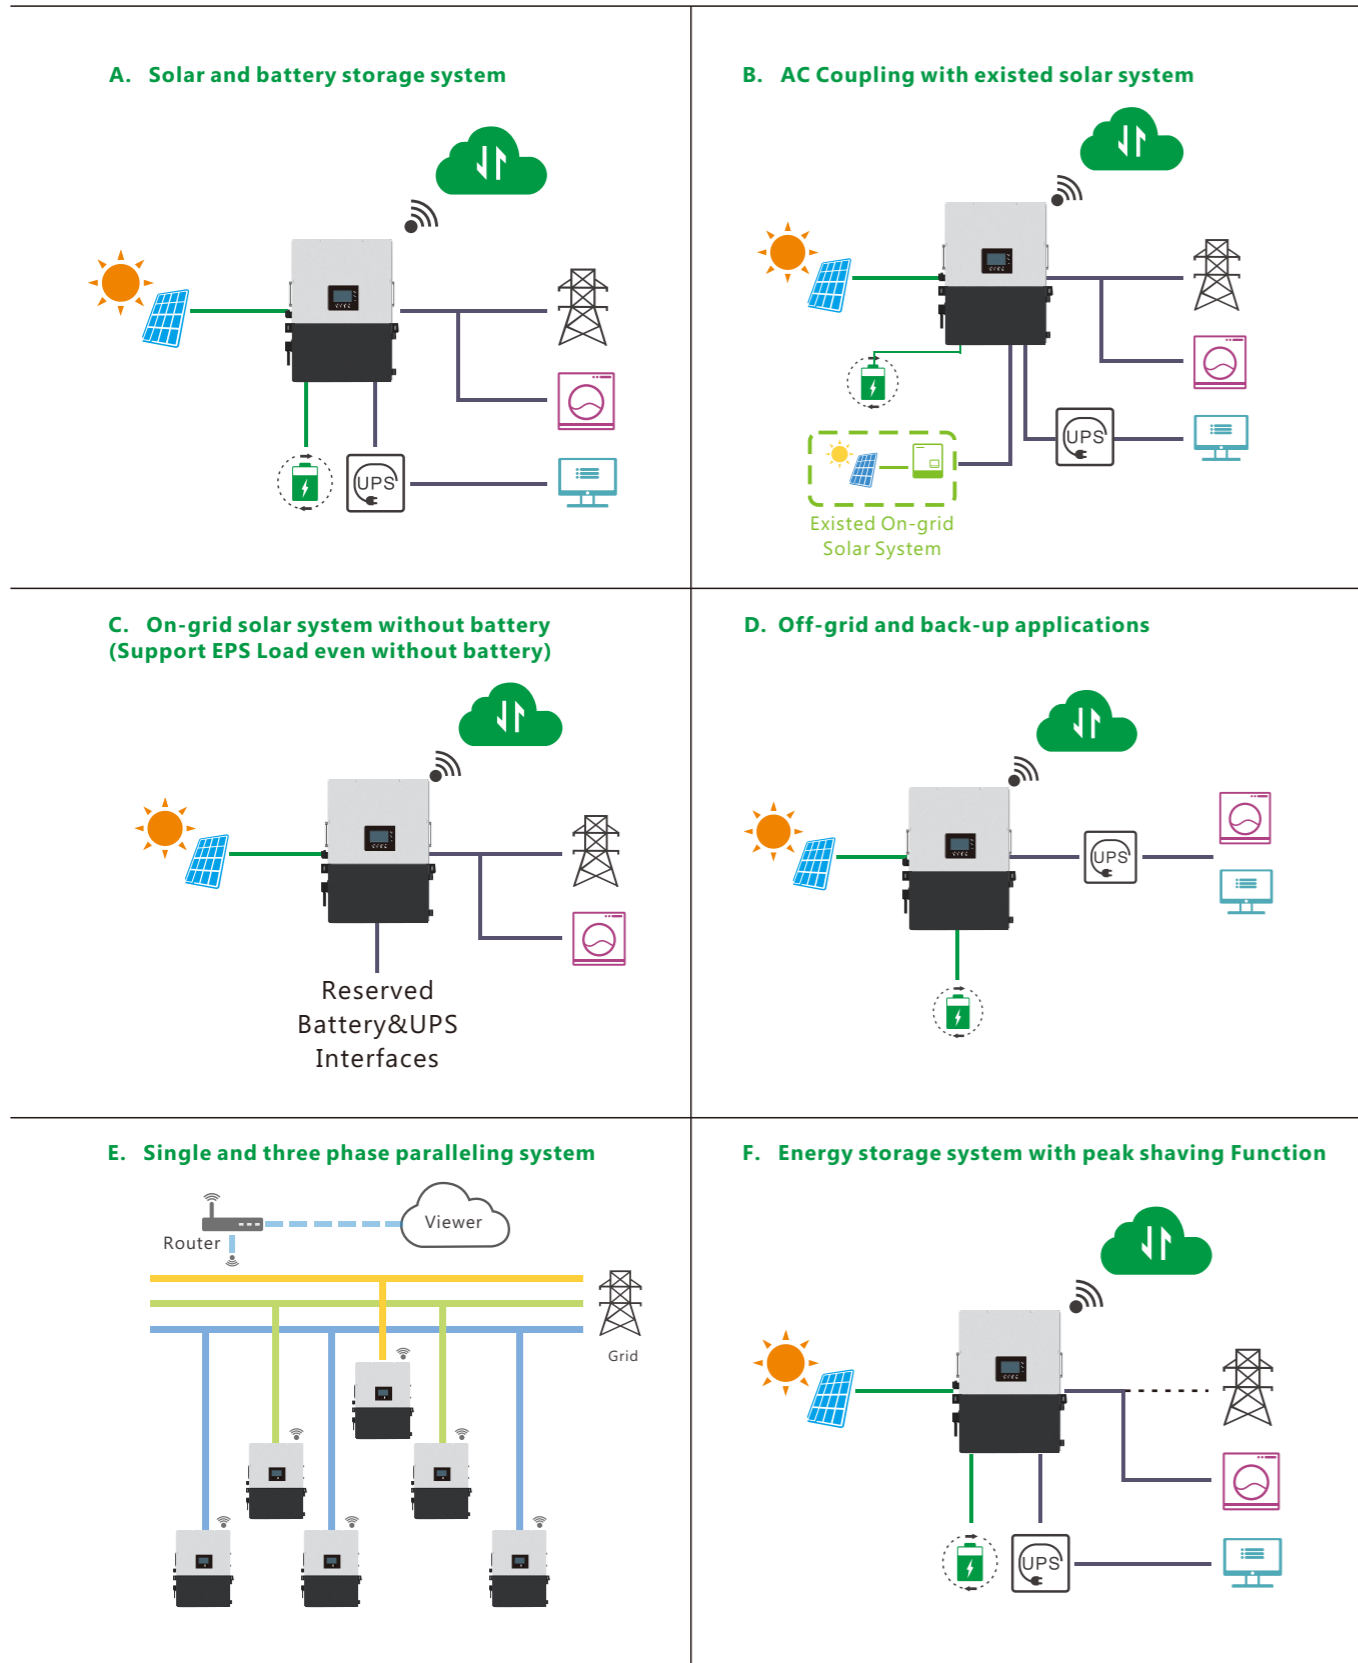 A. Solar and battery storage system
UPS
B. AC Coupling with existed solar system
UPS
Existed On-grid
Solar System
C. On-grid solar system without battery
(Support EPS Load even without battery)
Reserved
Battery&UPS
Interfaces
D. Off-grid and back-up applications
UPS
E. Single and three phase paralleling system
Viewer
Router
Grid
F. Energy storage system with peak shaving Function
UPS